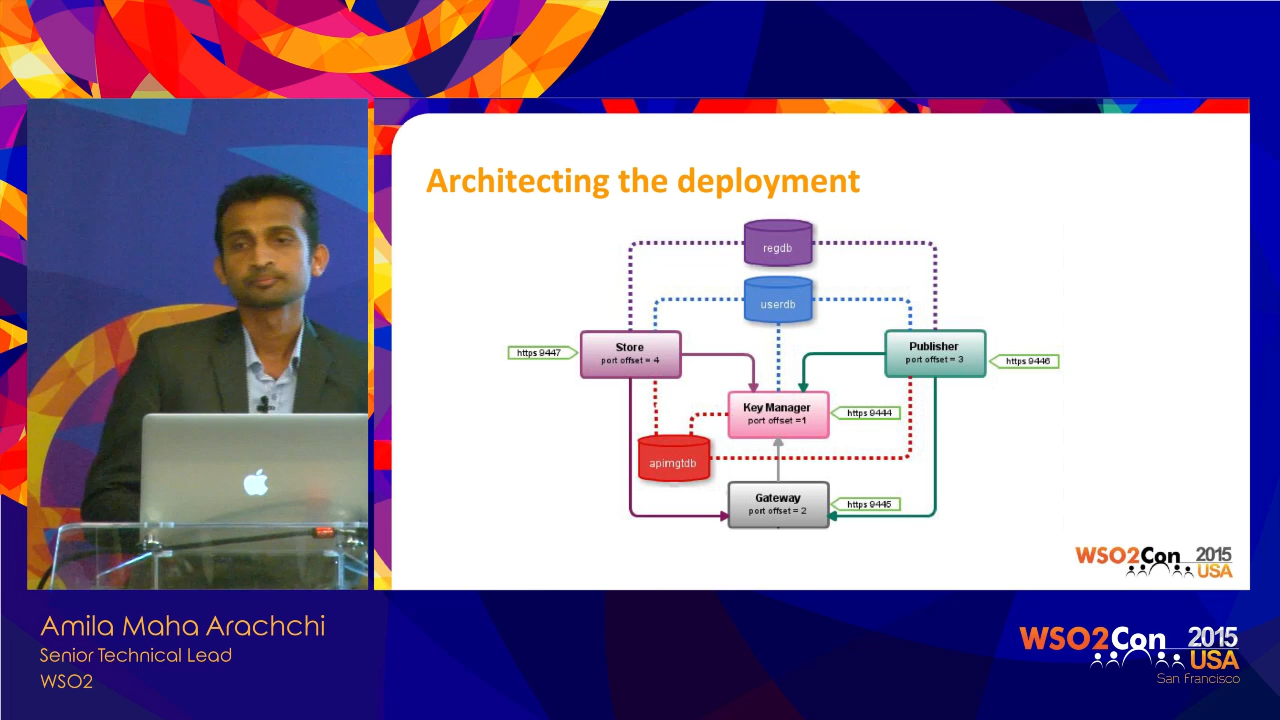 Architecting the deployment
regdb
userdb
Store
port offset = 4
https 9447
Publisher
port offset = 3
https 9446
Key Manager
port offset =1
https 9444
apimgtdb
Gateway
port offset = 2
https 9445
WSO2Con 2015
USA
Amila Maha Arachchi
Senior Technical Lead
WSO2
WSO2Con 2015
USA
San Francisco